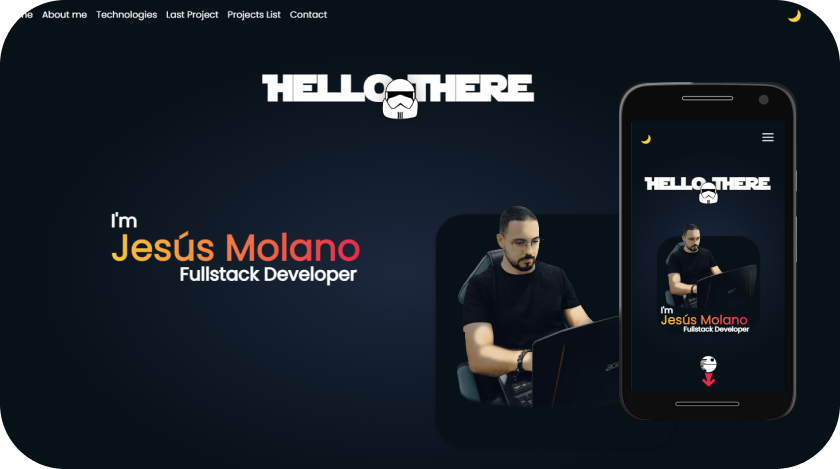 me About me Technologies Last Project Projects List Contact
HELLO THERE
I'm
Jesús Molano
Fullstack Developer
HELLO THERE
I'm
Jesús Molano
Fullstack Developer